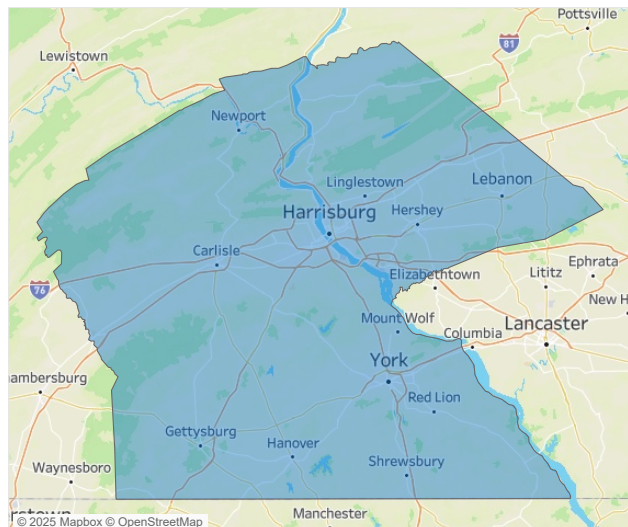 Pottsville
81
Lewistown
Newport
Linglestown
Lebanon
Harrisburg
Hershey
Carlisle
Ephrata
Elizabethtown
Lititz
76
New H
Mount Wolf
Lancaster
Columbia
York
ambersburg
Red Lion
Gettysburg
Hanover
Shrewsbury
Waynesboro
erstown
Manchester
© 2025 Mapbox © OpenStreetMap